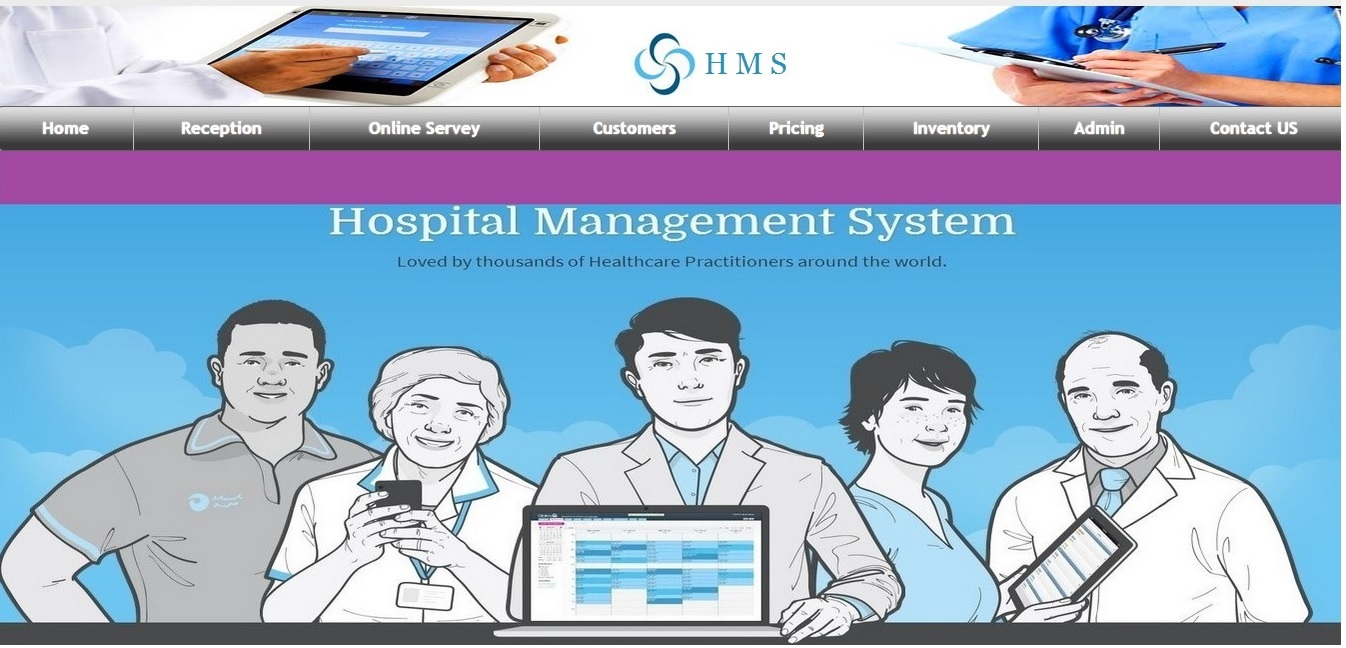 HMS
Home Reception Online Servey Customers Pricing Inventory Admin Contact US
Hospital Management System
Loved by thousands of Healthcare Practitioners around the world.